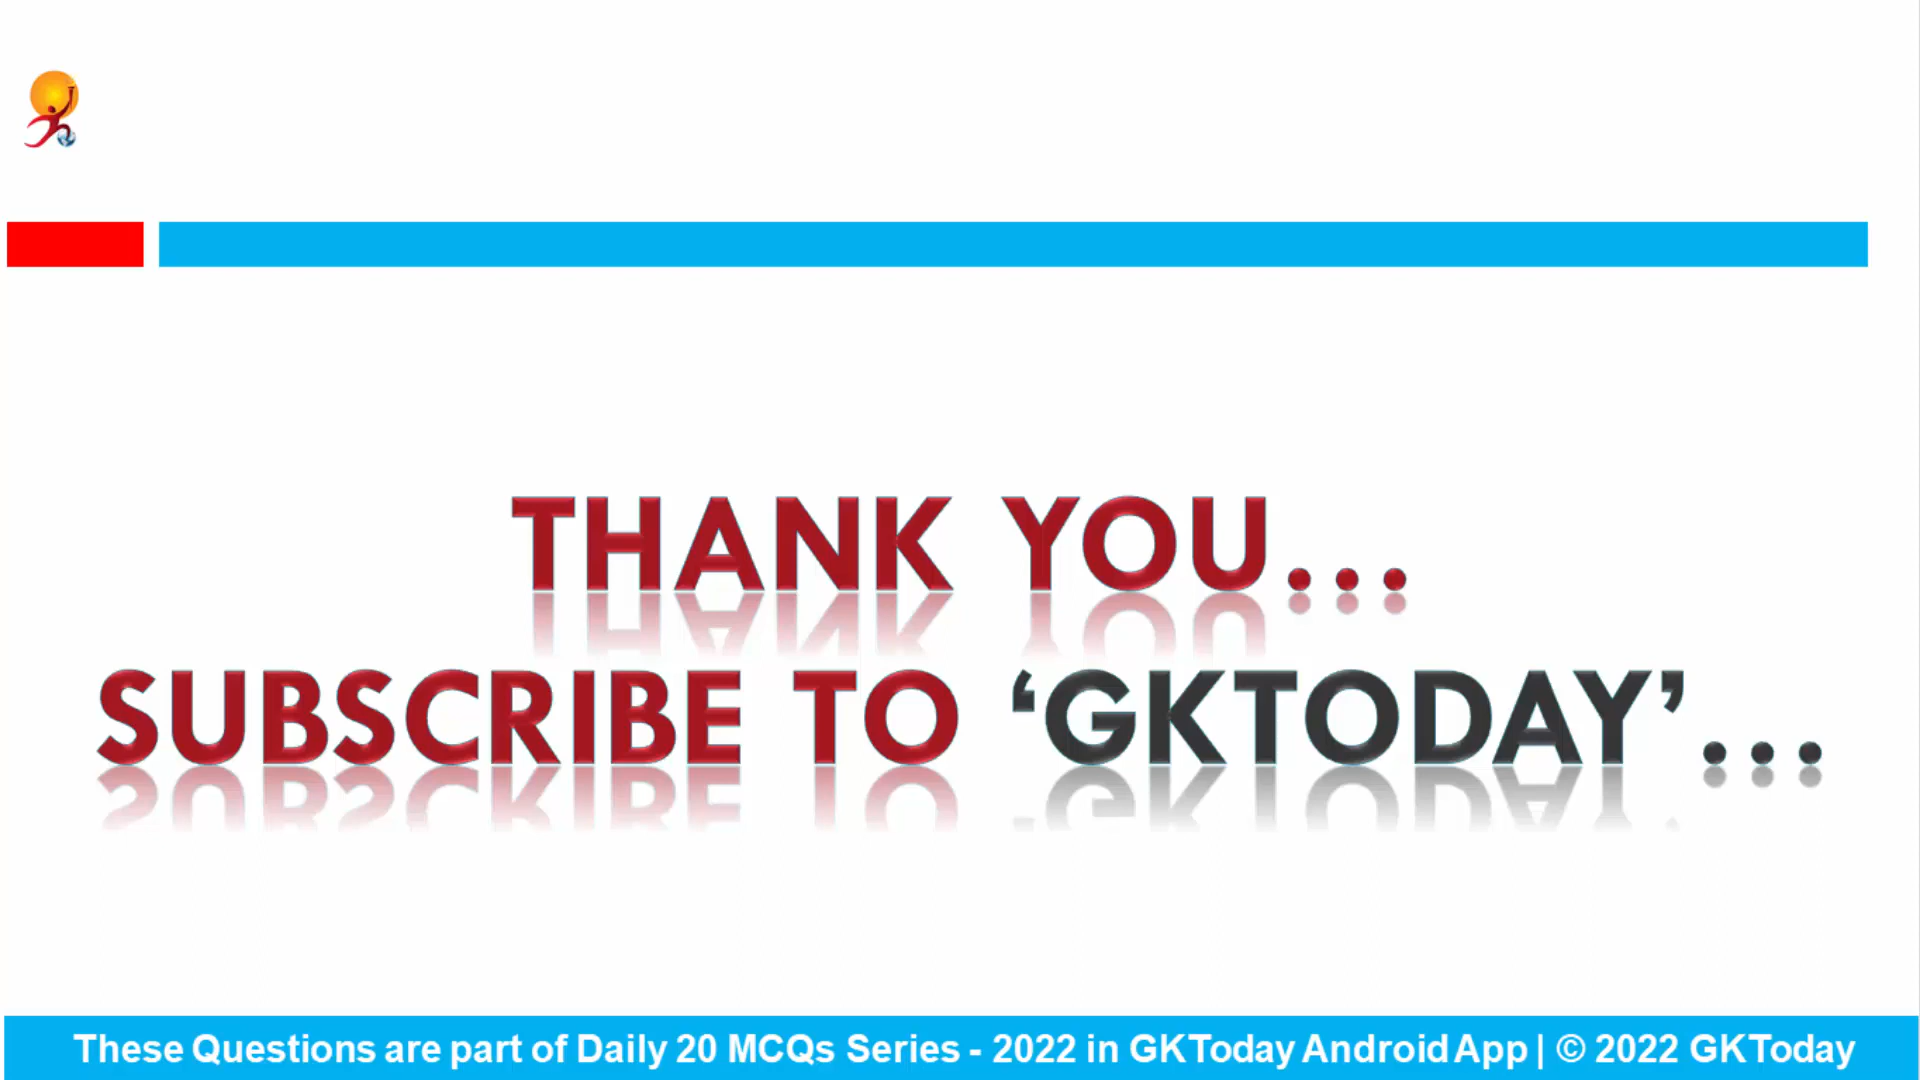 THANK YOU...
SUBSCRIBE TO ‘GKTODAY’...
These Questions are part of Daily 20 MCQs Series - 2022 in GKToday Android App | © 2022 GKToday